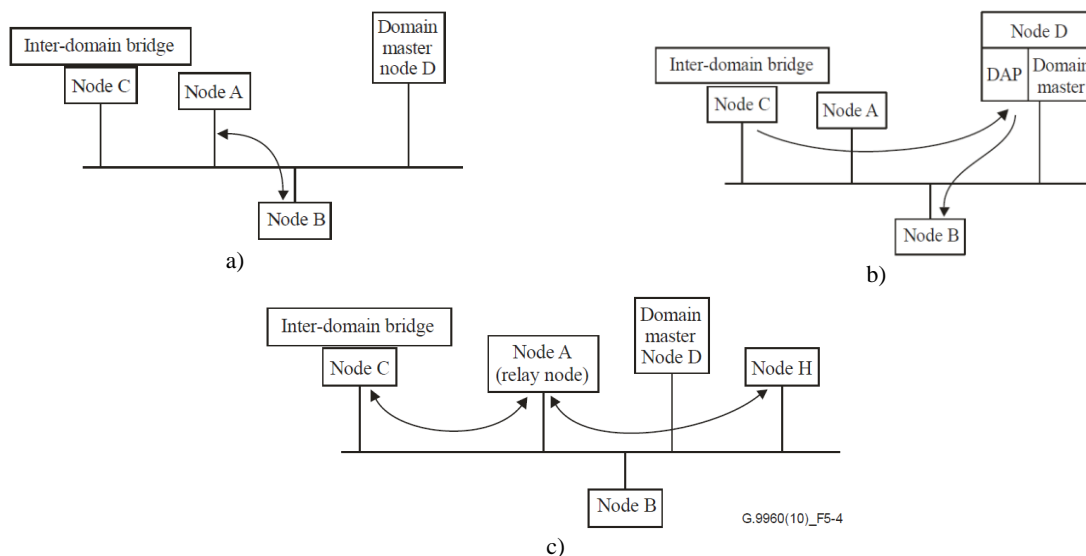 Inter-domain bridge
Node C
Node A
Domain
master
node D
Node B
a)
Inter-domain bridge
Node C
Node A
Node D
DAP
Domain
master
Node B
b)
Inter-domain bridge
Node C
Node A
(relay node)
Domain
master
Node D
Node H
Node B
G.9960(10)_F5-4
c)